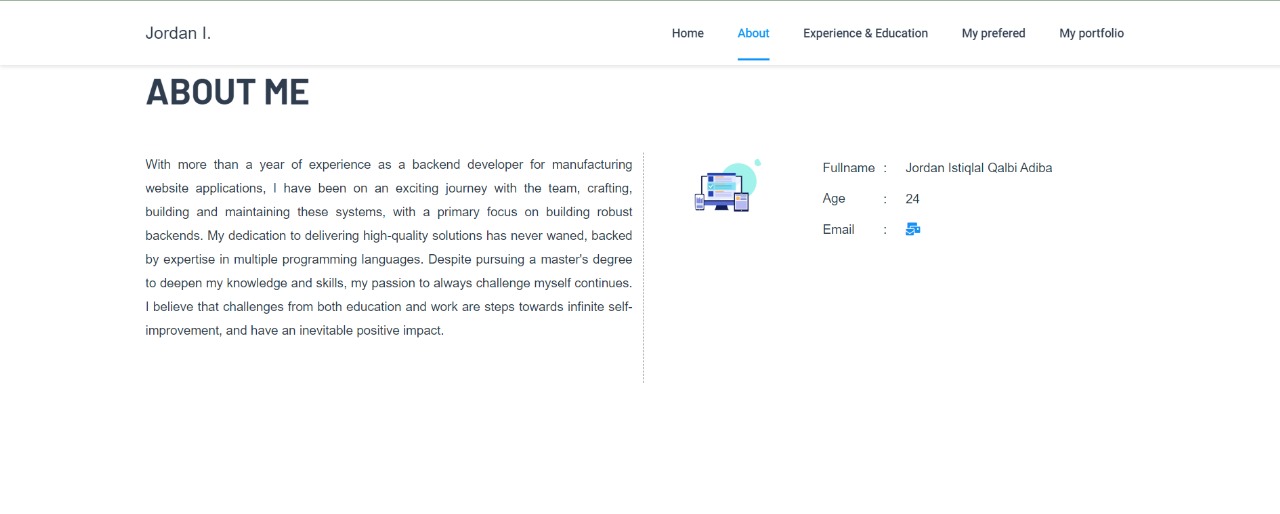 Jordan I.
Home
About
Experience & Education
My prefered
My portfolio
ABOUT ME
With more than a year of experience as a backend developer for manufacturing
website applications, I have been on an exciting journey with the team, crafting,
building and maintaining these systems, with a primary focus on building robust
backends. My dedication to delivering high-quality solutions has never waned, backed
by expertise in multiple programming languages. Despite pursuing a master's degree
to deepen my knowledge and skills, my passion to always challenge myself continues.
I believe that challenges from both education and work are steps towards infinite self-
improvement, and have an inevitable positive impact.
Fullname : Jordan Istiqlal Qalbi Adiba
Age : 24
Email :